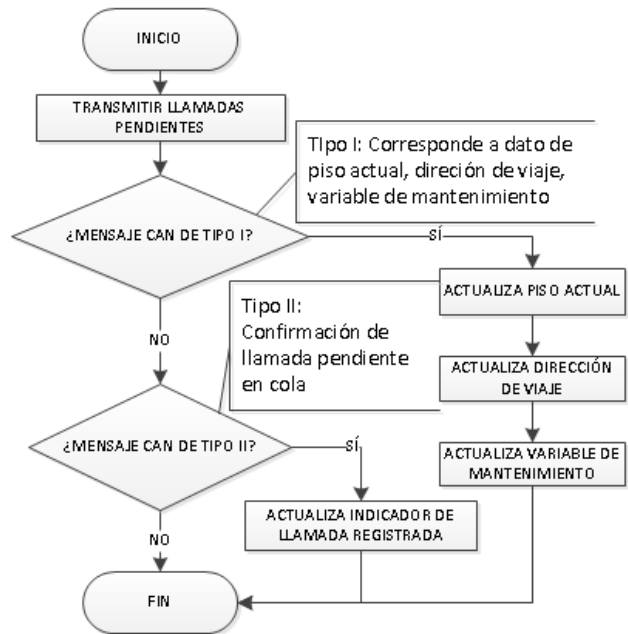 INICIO
TRANSMITIR LLAMADAS
PENDIENTES
Tipo I: Corresponde a dato de
piso actual, direción de viaje,
variable de mantenimiento
¿MENSAJE CAN DE TIPO I?
SÍ
ACTUALIZA PISO ACTUAL
Tipo II:
Confirmación de
llamada pendiente
en cola
NO
ACTUALIZA DIRECCIÓN
DE VIAJE
¿MENSAJE CAN DE TIPO II?
SÍ
ACTUALIZA VARIABLE DE
MANTENIMIENTO
ACTUALIZA INDICADOR DE
LLAMADA REGISTRADA
NO
FIN